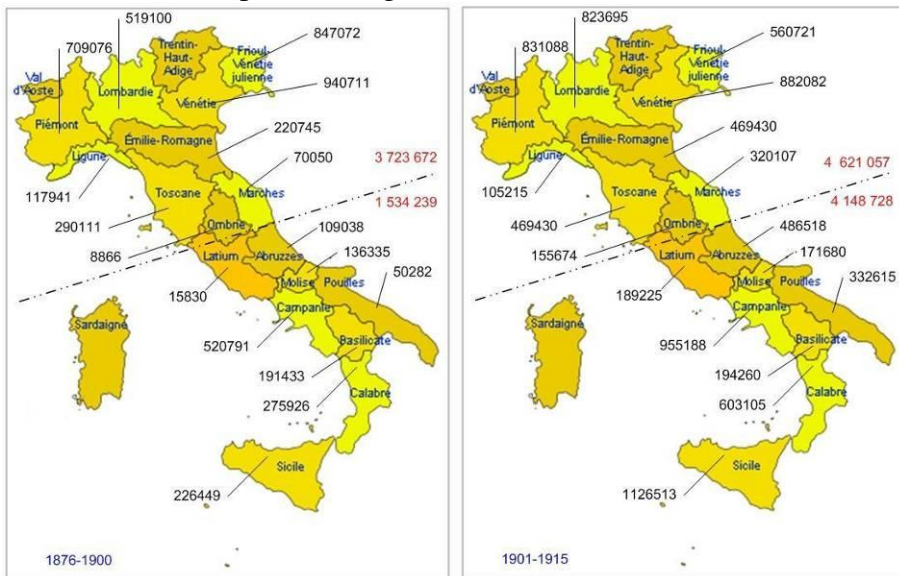 519100
847072
709076
Trentin-
Haut-
Adige
Frioul-
Vénétie
julienne
940711
Val
d'Aoste
Lombardie
Vénétie
Piémont
220745
Émilie-Romagne
70050
3 723 672
Ligurie
117941
Toscane
Marches
1 534 239
290111
Ombrie
109038
8866
Latium
Abruzzes
136335
50282
15830
Molise
Pouilles
Campanie
Sardaigne
520791
Basilicate
191433
275926
Calabre
Sicile
226449
1876-1900
823695
560721
831088
Trentin-
Haut-
Adige
Frioul-
Vénétie
julienne
882082
Val
d'Aoste
Lombardie
Vénétie
Piémont
469430
Émilie-Romagne
320107
4 621 057
Ligurie
105215
Toscane
Marches
4 148 728
469430
Ombrie
486518
155674
Latium
Abruzzes
171680
332615
189225
Molise
Pouilles
Campanie
Sardaigne
955188
Basilicate
194260
603105
Calabre
Sicile
1126513
1901-1915